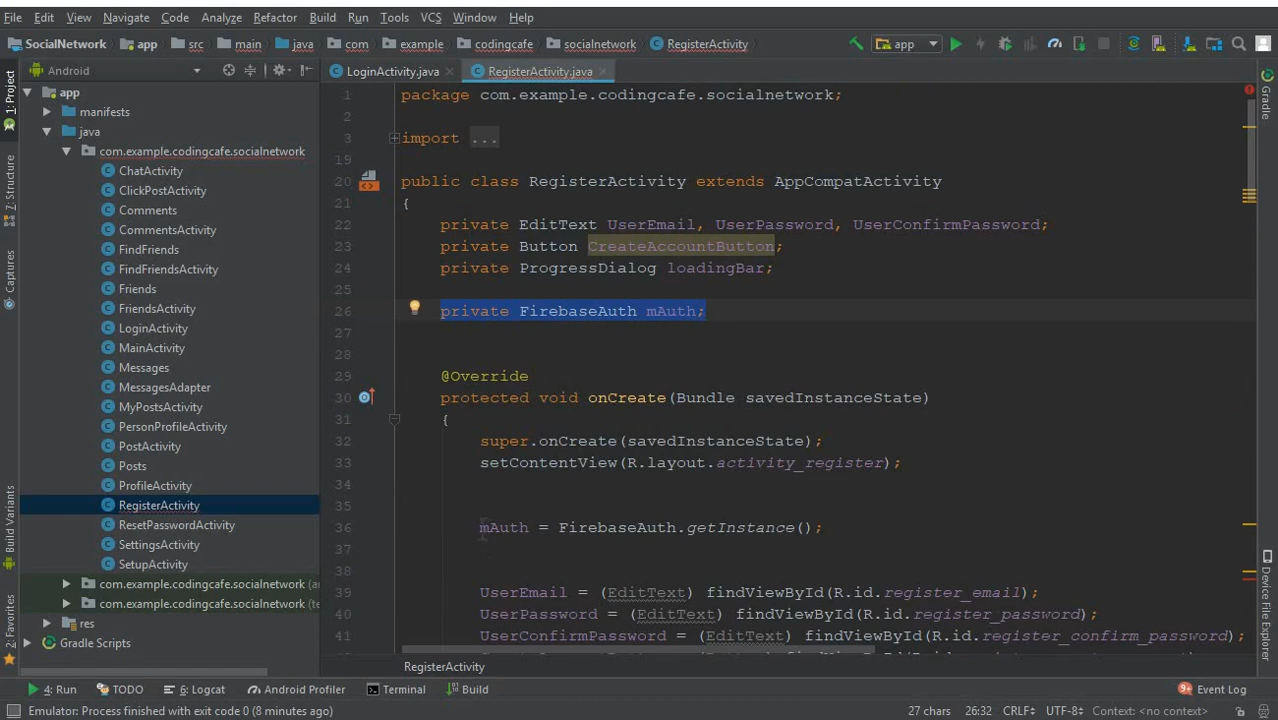 File Edit View Navigate Code Analyze Refactor Build Run Tools VCS Window Help
SocialNetwork app src main java com example codingcafe socialnetwork RegisterActivity app
Android LoginActivity.java RegisterActivity.java
1: Project
7: Structure
Captures
Build Variants
2: Favorites
app
manifests
java
com.example.codingcafe.socialnetwork
ChatActivity
ClickPostActivity
Comments
CommentsActivity
FindFriends
FindFriendsActivity
Friends
FriendsActivity
LoginActivity
MainActivity
Messages
MessagesAdapter
MyPostsActivity
PersonProfileActivity
PostActivity
Posts
ProfileActivity
RegisterActivity
ResetPasswordActivity
SettingsActivity
SetupActivity
com.example.codingcafe.socialnetwork (ar
com.example.codingcafe.socialnetwork (te
res
Gradle Scripts
1 package com.example.codingcafe.socialnetwork;
2
3 import ...
19
20 public class RegisterActivity extends AppCompatActivity
21 {
22 private EditText UserEmail, UserPassword, UserConfirmPassword;
23 private Button CreateAccountButton;
24 private ProgressDialog loadingBar;
25
26 private FirebaseAuth mAuth;
27
28
29 @Override
30 protected void onCreate(Bundle savedInstanceState)
31 {
32 super.onCreate(savedInstanceState);
33 setContentView(R.layout.activity_register);
34
35
36 mAuth = FirebaseAuth.getInstance();
37
38
39 UserEmail = (EditText) findViewById(R.id.register_email);
40 UserPassword = (EditText) findViewById(R.id.register_password);
41 UserConfirmPassword = (EditText) findViewById(R.id.register_confirm_password);
RegisterActivity
Gradle
Device File Explorer
4: Run TODO 6: Logcat Android Profiler Terminal Build 9+ Event Log
Emulator: Process finished with exit code 0 (8 minutes ago) 27 chars 26:32 CRLF÷ UTF-8÷ Context: <no context>